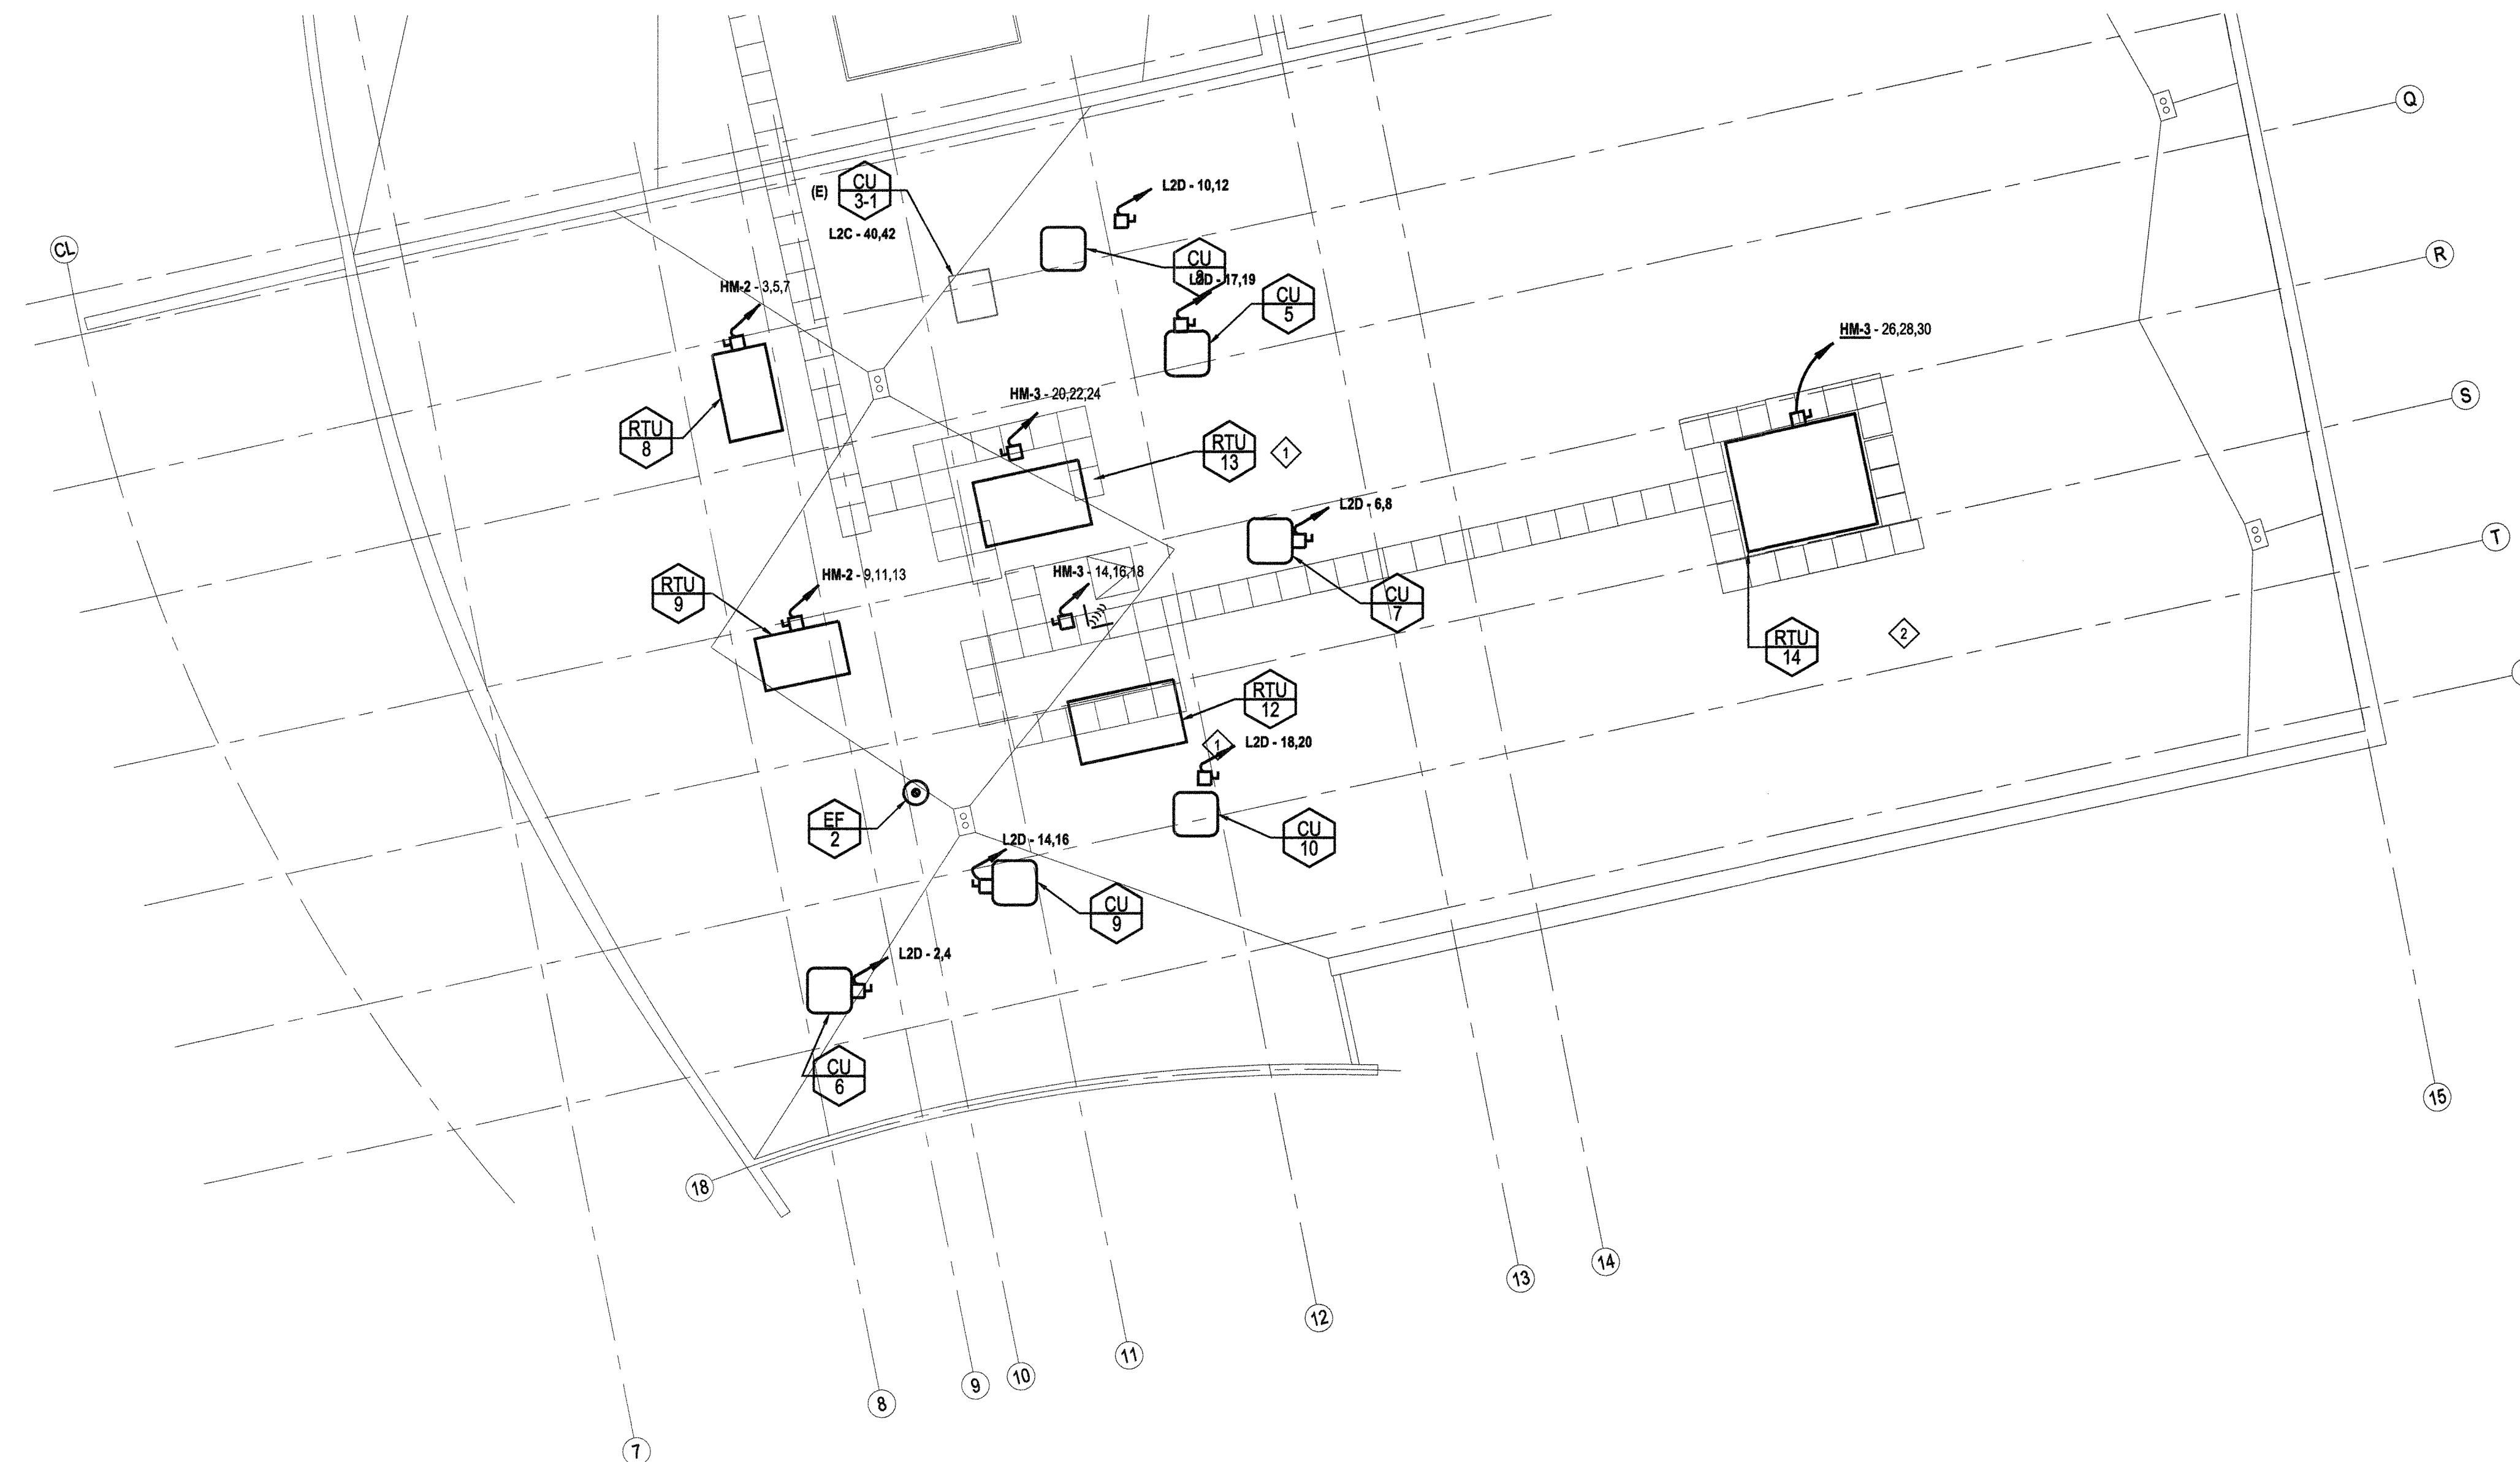 Q
L2D - 10,12
CU
3-1
(E)
L2C - 40,42
CL
R
CU
8
L2D - 17,19
HM-2 - 3,5,7
CU
5
HM-3 - 26,28,30
HM-3 - 20,22,24
S
RTU
8
RTU
13
1
L2D - 6,8
T
HM-3 - 14,16,18
HM-2 - 9,11,13
RTU
9
CU
7
RTU
14
2
RTU
12
1
L2D - 18,20
EF
2
L2D - 14,16
CU
10
CU
9
L2D - 2,4
CU
6
15
18
14
13
12
11
10
9
8
7